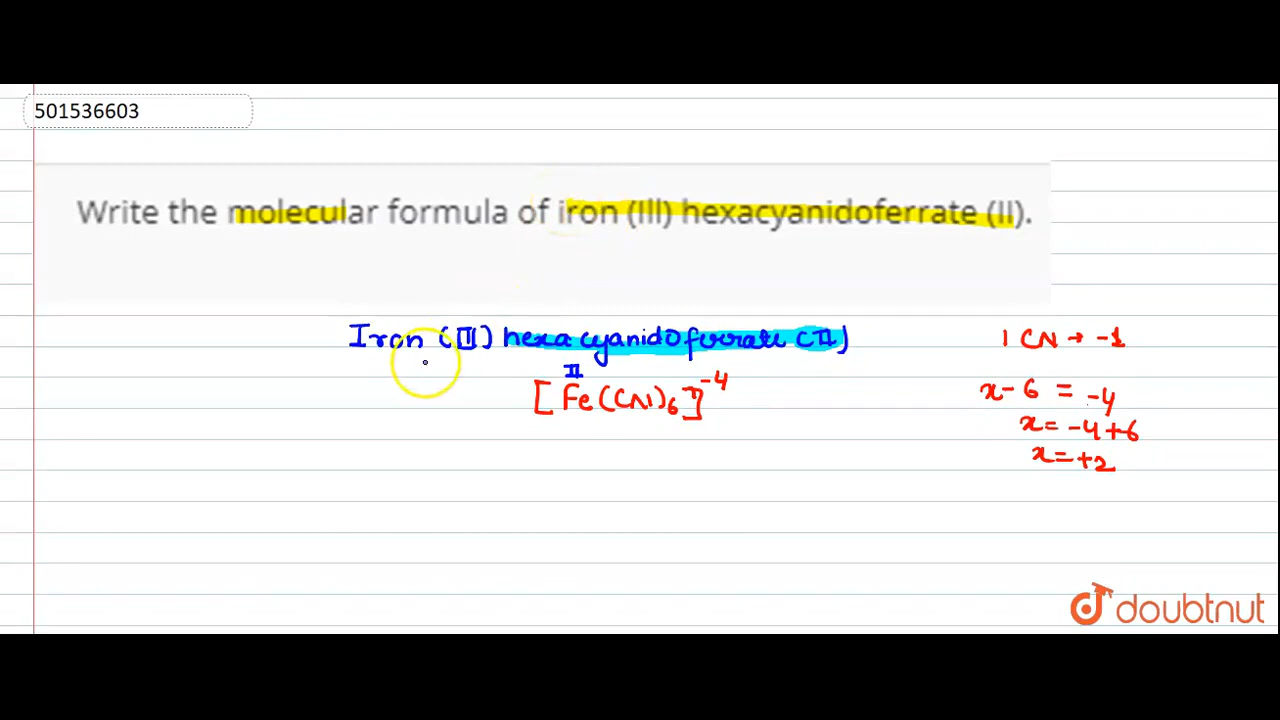 501536603
Write the molecular formula of iron (III) hexacyanidoferrate (II).
Iron (III) hexacyanidoferrate (II)
II
[Fe(CN)6]-4
1 CN → -1
x - 6 = -4
x = -4+6
x = +2
doubtnut